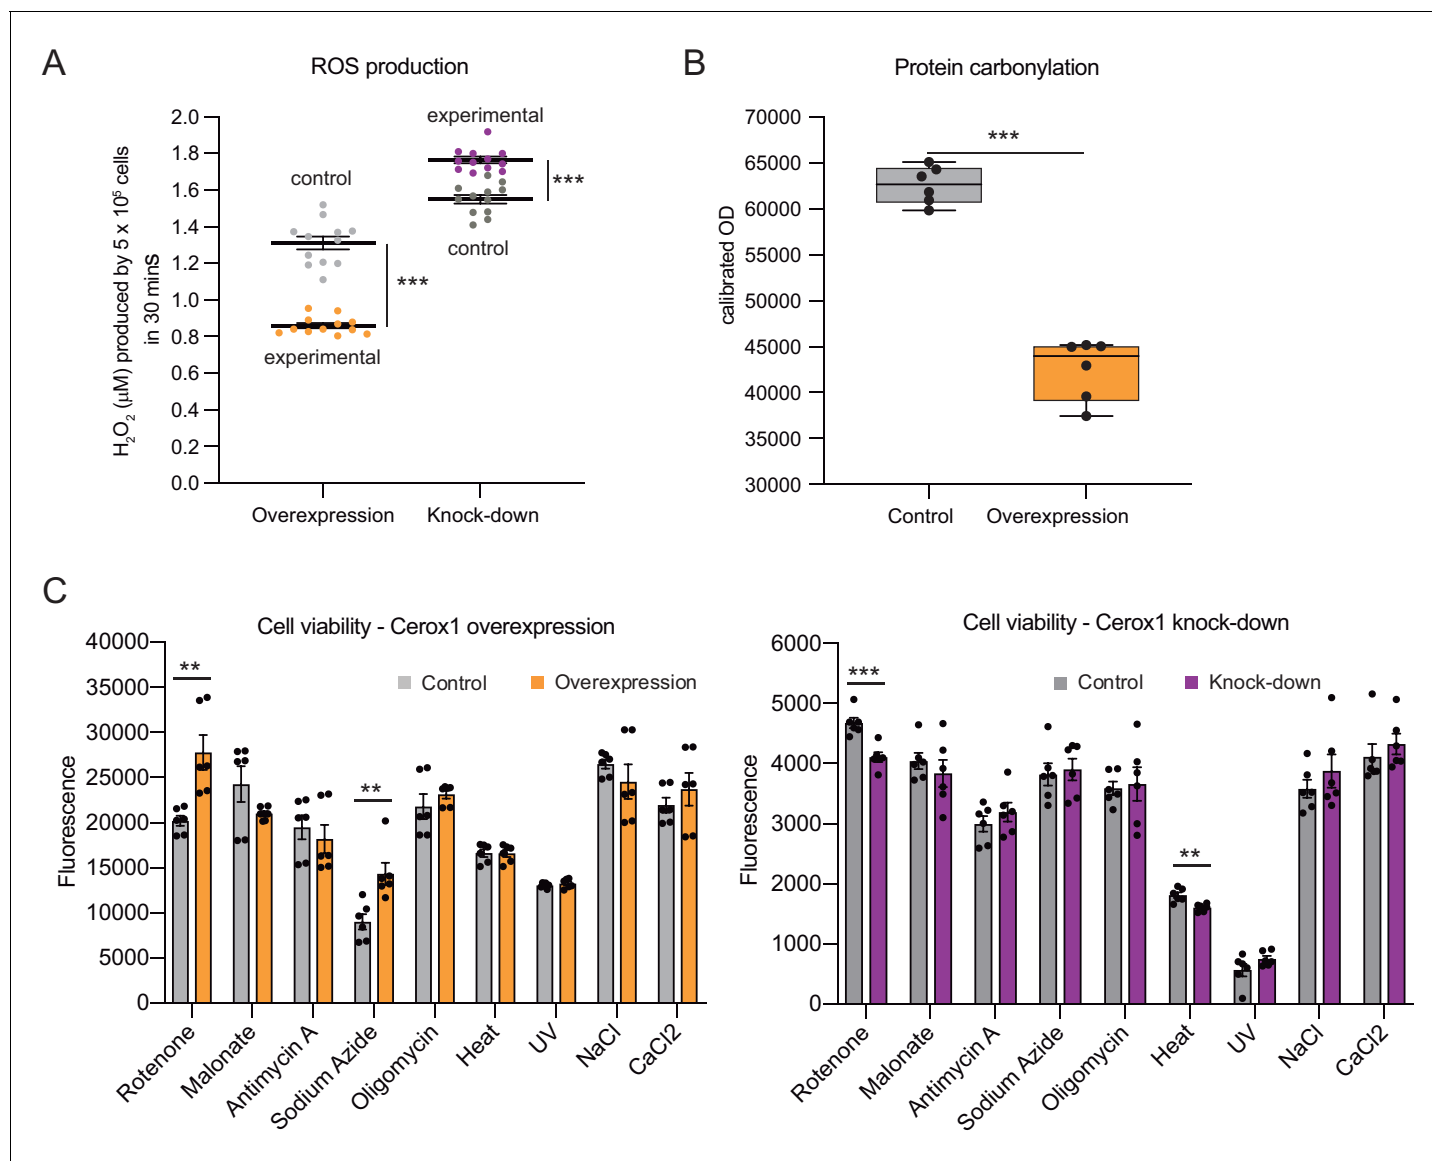 A
ROS production
H2O2 (μM) produced by 5 x 10⁵ cells
in 30 mins
2.0
1.8
1.6
1.4
1.2
1.0
0.8
0.6
0.4
0.2
0.0
control
experimental
***
experimental
control
***
Overexpression
Knock-down
B
Protein carbonylation
calibrated OD
70000
65000
60000
55000
50000
45000
40000
35000
30000
***
Control
Overexpression
C
Cell viability - Cerox1 overexpression
Control
Overexpression
Fluorescence
40000
35000
30000
25000
20000
15000
10000
5000
0
**
**
Rotenone
Malonate
Antimycin A
Sodium Azide
Oligomycin
Heat
UV
NaCl
CaCl2
Cell viability - Cerox1 knock-down
Control
Knock-down
Fluorescence
6000
5000
4000
3000
2000
1000
0
***
**
Rotenone
Malonate
Antimycin A
Sodium Azide
Oligomycin
Heat
UV
NaCl
CaCl2